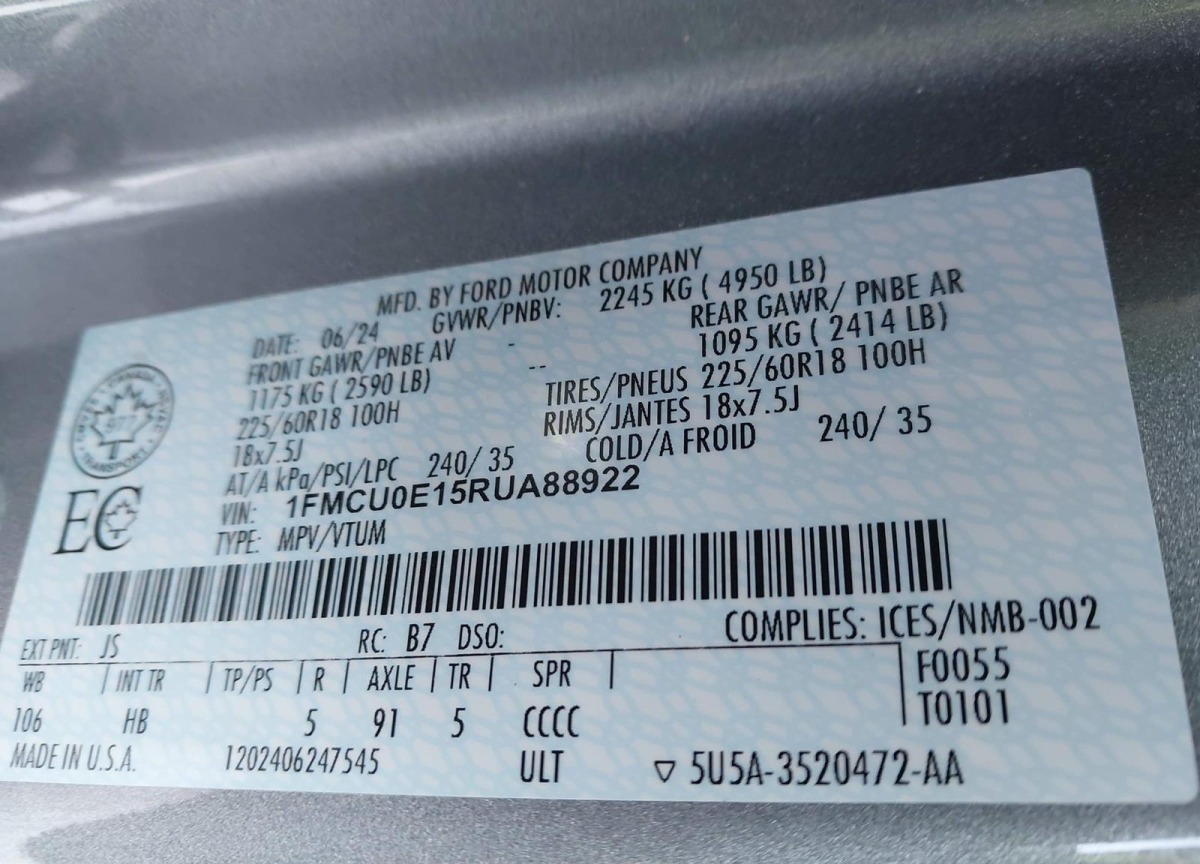 MFD. BY FORD MOTOR COMPANY
DATE: 06/24 GVWR/PNBV: 2245 KG ( 4950 LB)
FRONT GAWR/PNBE AV - REAR GAWR/ PNBE AR
1175 KG ( 2590 LB) -- 1095 KG ( 2414 LB)
225/60R18 100H TIRES/PNEUS 225/60R18 100H
18x7.5J RIMS/JANTES 18x7.5J
AT/A kPa/PSI/LPC 240/ 35 COLD/A FROID 240/ 35
VIN: 1FMCU0E15RUA88922
TYPE: MPV/VTUM
CANADA
TRANSPORT
EC
EXT PNT: JS RC: B7 DSO: COMPLIES: ICES/NMB-002
WB | INT TR | TP/PS | R | AXLE | TR | SPR | F0055
106 HB 5 91 5 CCCC T0101
MADE IN U.S.A. 1202406247545 ULT ▽ 5U5A-3520472-AA